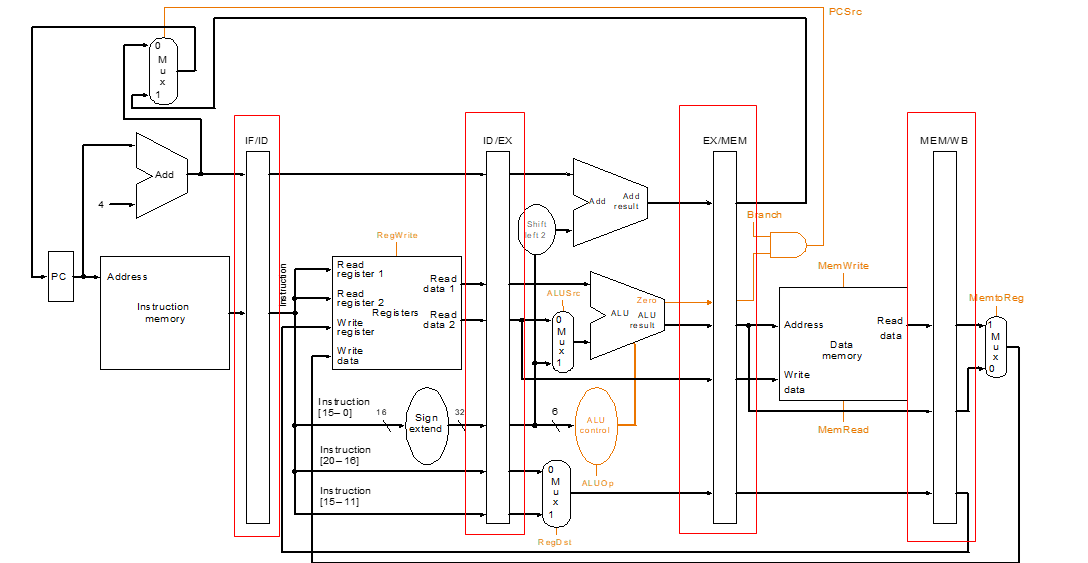 PCSrc
0
M
u
x
1
IF/ID
ID/EX
EX/MEM
MEM/WB
Add
4
Shift
left 2
Add
Add
result
Branch
RegWrite
PC
Address
Instruction
memory
Instruction
Read
register 1
Read
register 2
Write
register
Write
data
Registers
Read
data 1
Read
data 2
ALUSrc
0
M
u
x
1
Zero
ALU
ALU
result
MemWrite
Address
Read
data
Data
memory
Write
data
MemRead
MemtoReg
1
M
u
x
0
Instruction
[15–0]
16
Sign
extend
32
6
ALU
control
ALUOp
Instruction
[20–16]
Instruction
[15–11]
0
M
u
x
1
RegDst